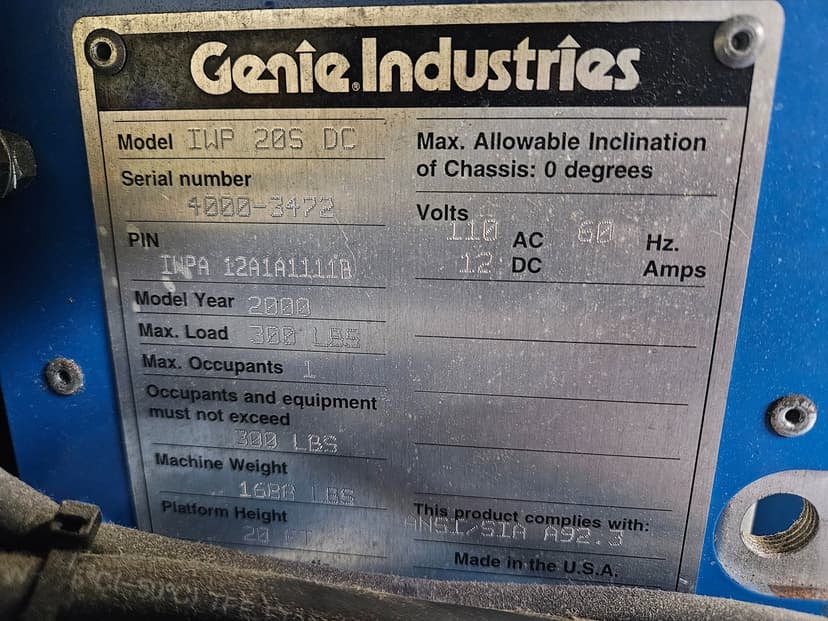 Genie® Industries
Model IWP 20S DC
Serial number
4000-3472
PIN
IWPA 12A1A1111B
Model Year 2000
Max. Load 300 LBS
Max. Occupants 1
Occupants and equipment
must not exceed
300 LBS
Machine Weight
LBS
Platform Height
20
Max. Allowable Inclination
of Chassis: 0 degrees
Volts
110 AC 60 Hz.
12 DC Amps
This product complies with:
ANSI/SIA A92.3
Made in the U.S.A.